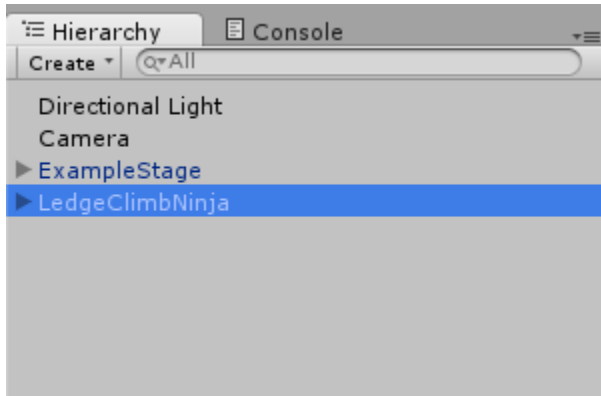 Hierarchy Console
Create All
Directional Light
Camera
ExampleStage
LedgeClimbNinja